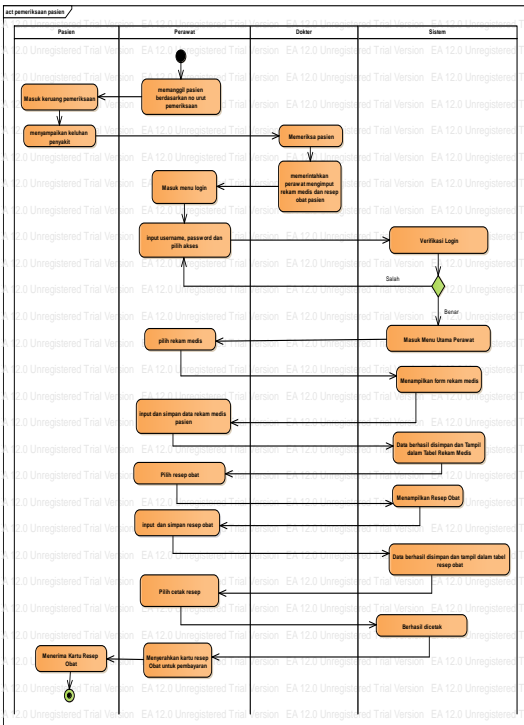 act pemeriksaan pasien
Pasien
Perawat
Dokter
Sistem
memanggil pasien
berdasarkan no urut
pemeriksaan
Masuk keruang pemeriksaan
menyampaikan keluhan
penyakit
Memeriksa pasien
memerintahkan
perawat mengimput
rekam medis dan resep
obat pasien
Masuk menu login
input username, password dan
pilih akses
Verifikasi Login
Salah
Benar
Masuk Menu Utama Perawat
pilih rekam medis
Menampilkan form rekam medis
input dan simpan data rekam medis
pasien
Data berhasil disimpan dan Tampil
dalam Tabel Rekam Medis
Pilih resep obat
Menampilkan Resep Obat
input dan simpan resep obat
Data berhasil disimpan dan tampil dalam tabel
resep obat
Pilih cetak resep
Berhasil dicetak
Menyerahkan kartu resep
Obat untuk pembayaran
Menerima Kartu Resep
Obat
EA 12.0 Unregistered Trial Version